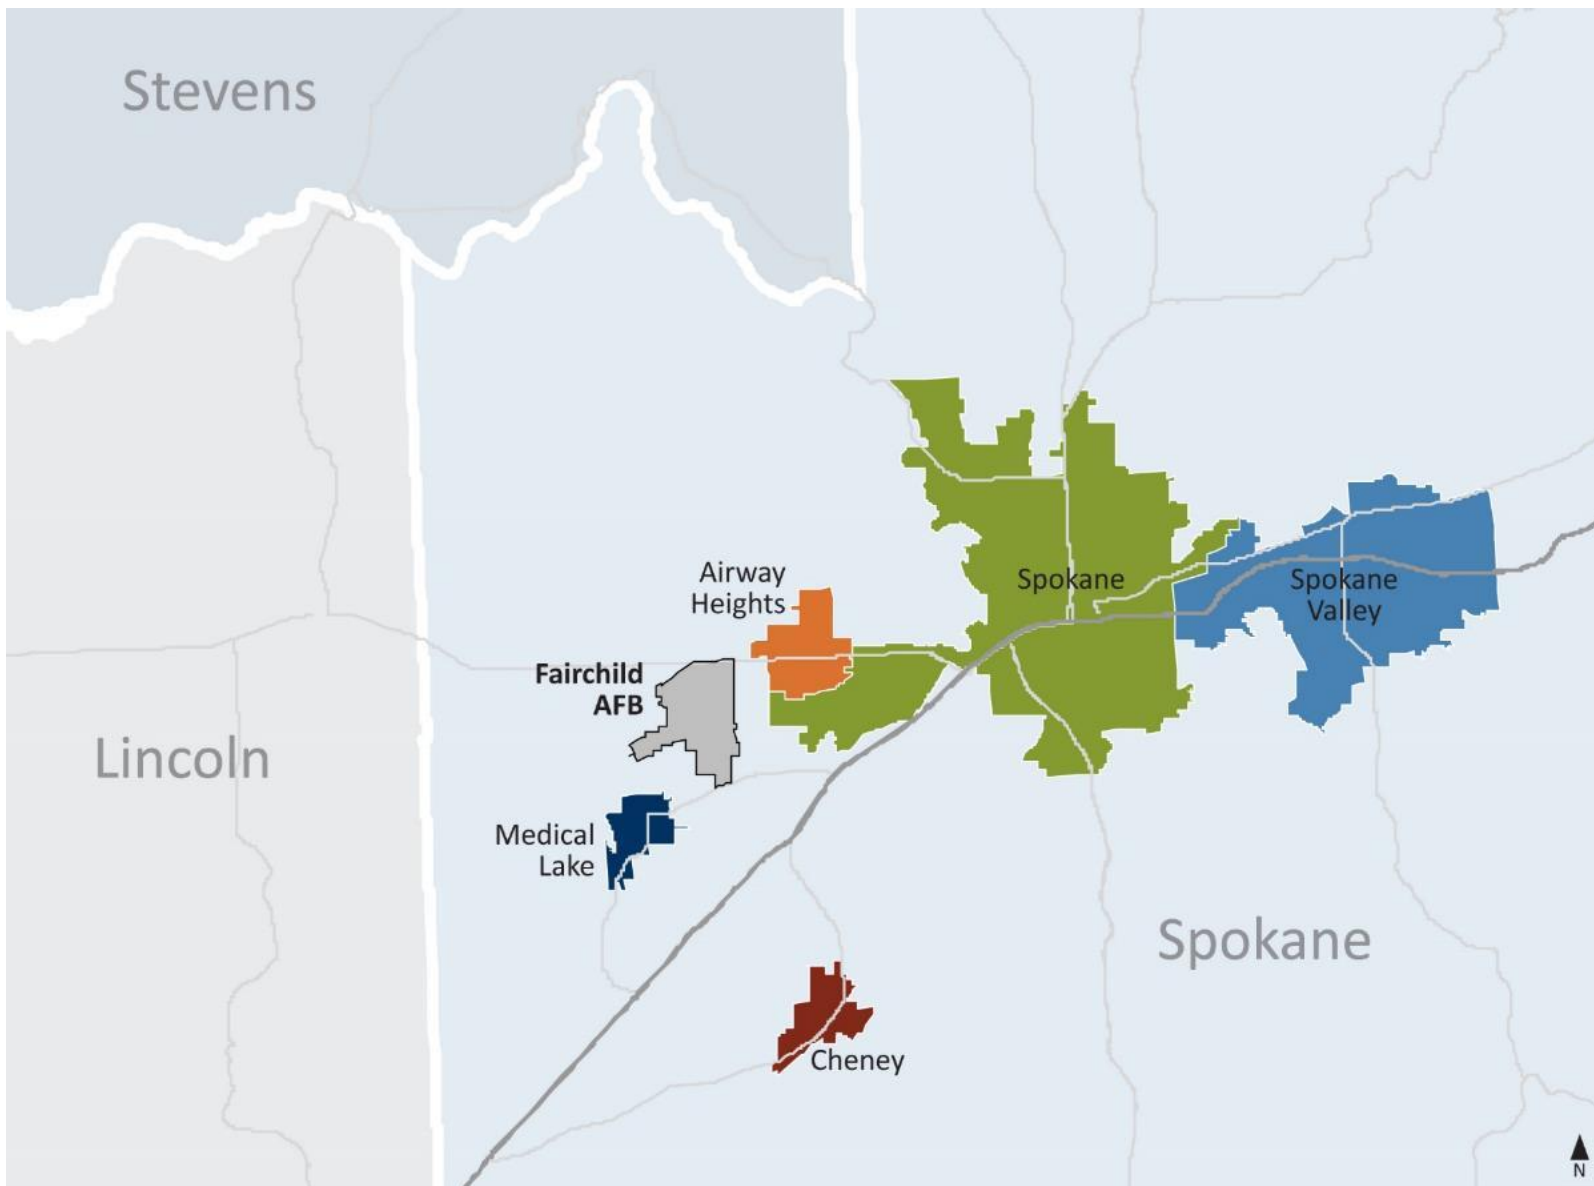 Stevens
Airway
Heights
Spokane
Spokane
Valley
Fairchild
AFB
Lincoln
Medical
Lake
Spokane
Cheney
N